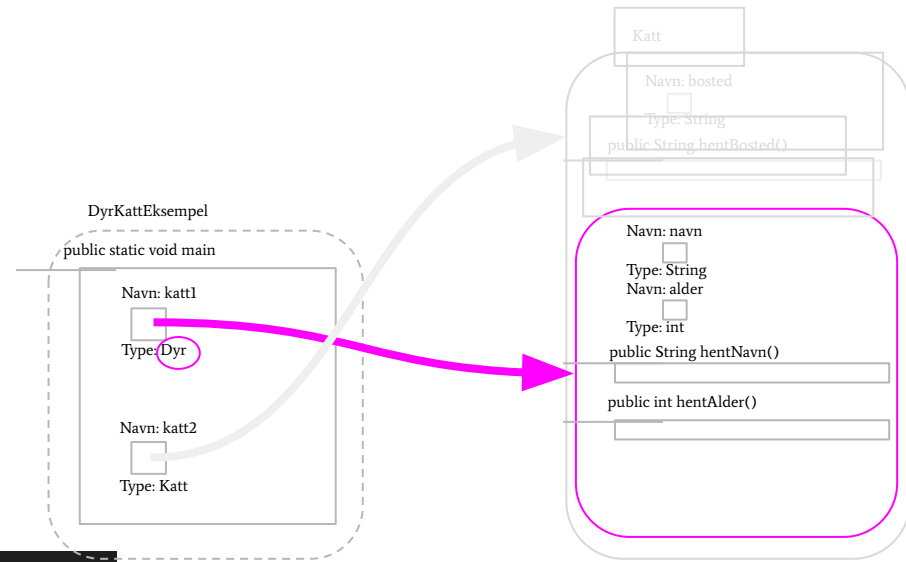 DyrKattEksempel
public static void main
Navn: katt1
Type: Dyr
Navn: katt2
Type: Katt
Katt
Navn: bosted
Type: String
public String hentBosted()
Navn: navn
Type: String
Navn: alder
Type: int
public String hentNavn()
public int hentAlder()